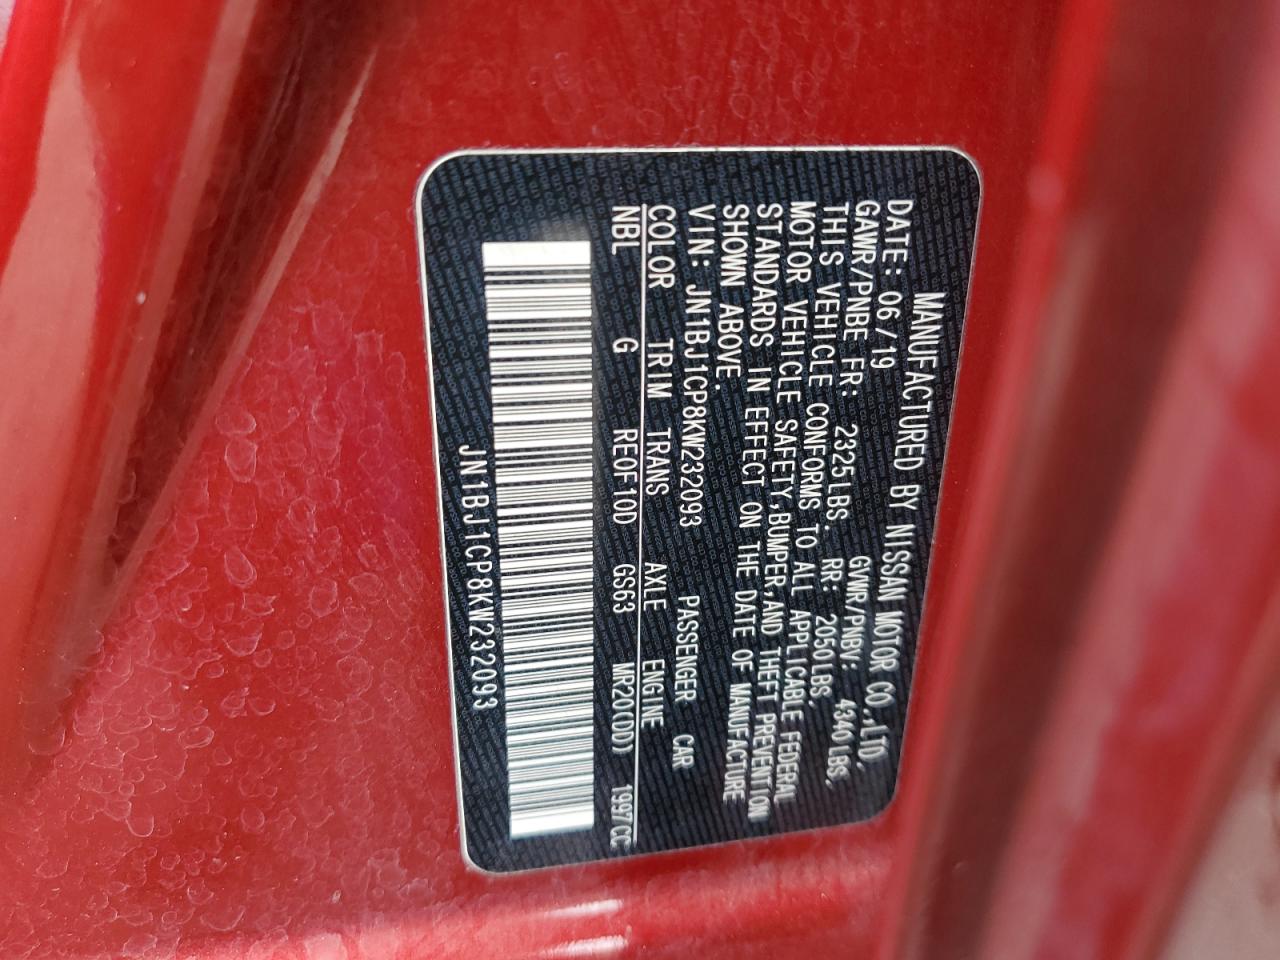 MANUFACTURED BY NISSAN MOTOR CO.,LTD.
DATE: 06/19 GVWR/PNBV: 4340LBS,
GAWR/PNBE FR: 2325LBS, RR: 2050LBS.
THIS VEHICLE CONFORMS TO ALL APPLICABLE FEDERAL
MOTOR VEHICLE SAFETY,BUMPER,AND THEFT PREVENTION
STANDARDS IN EFFECT ON THE DATE OF MANUFACTURE
SHOWN ABOVE.
VIN: JN1BJ1CP8KW232093 PASSENGER CAR
COLOR TRIM TRANS AXLE ENGINE
NBL G RE0F10D GS63 MR20(DD) 1997CC
JN1BJ1CP8KW232093